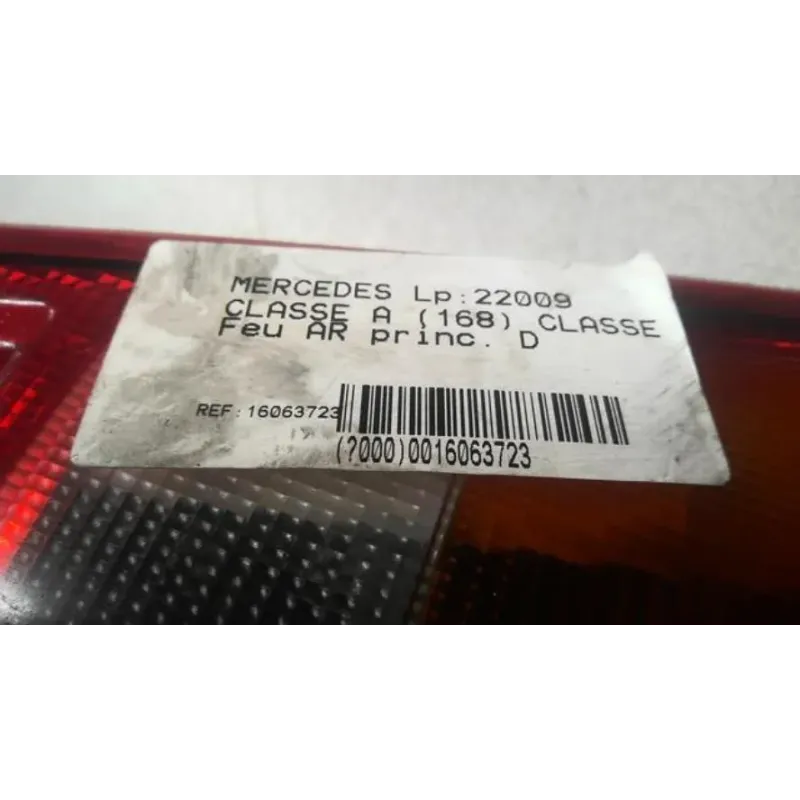 MERCEDES Lp:22009
CLASSE A (168) CLASSE
Feu AR princ. D
REF:16063723
(?000)0016063723